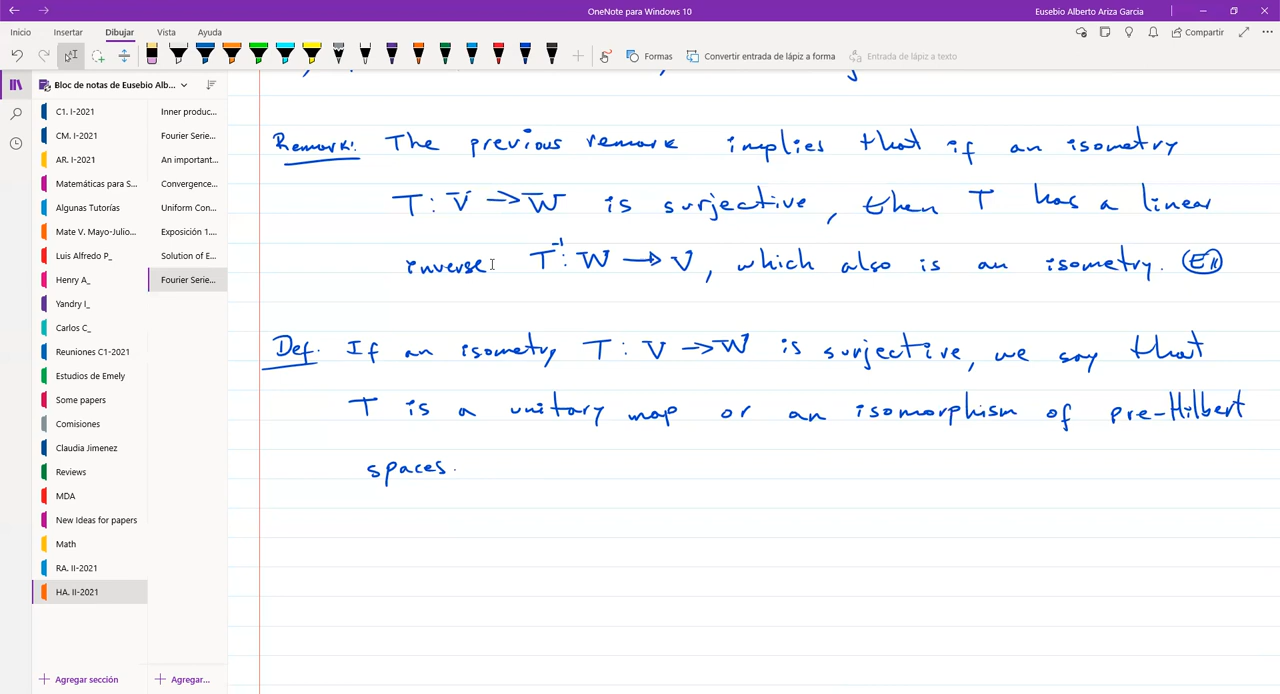 OneNote para Windows 10
Eusebio Alberto Ariza Garcia
Inicio Insertar Dibujar Vista Ayuda
Compartir
Formas Convertir entrada de lápiz a forma Entrada de lápiz a texto
Bloc de notas de Eusebio Alb...
C1. I-2021
CM. I-2021
AR. I-2021
Matemáticas para S...
Algunas Tutorías
Mate V. Mayo-Julio...
Luis Alfredo P_
Henry A_
Yandry I_
Carlos C_
Reuniones C1-2021
Estudios de Emely
Some papers
Comisiones
Claudia Jimenez
Reviews
MDA
New Ideas for papers
Math
RA. II-2021
HA. II-2021
Agregar sección
Inner produc...
Fourier Serie...
An important...
Convergence...
Uniform Con...
Exposición 1....
Solution of E...
Fourier Serie...
Agregar...
Remark: The previous remark implies that if an isometry
T: V → W is surjective, then T has a linear
inverse T⁻¹: W → V, which also is an isometry. (E11)
Def. If an isometry T: V → W is surjective, we say that
T is a unitary map or an isomorphism of pre-Hilbert
spaces.